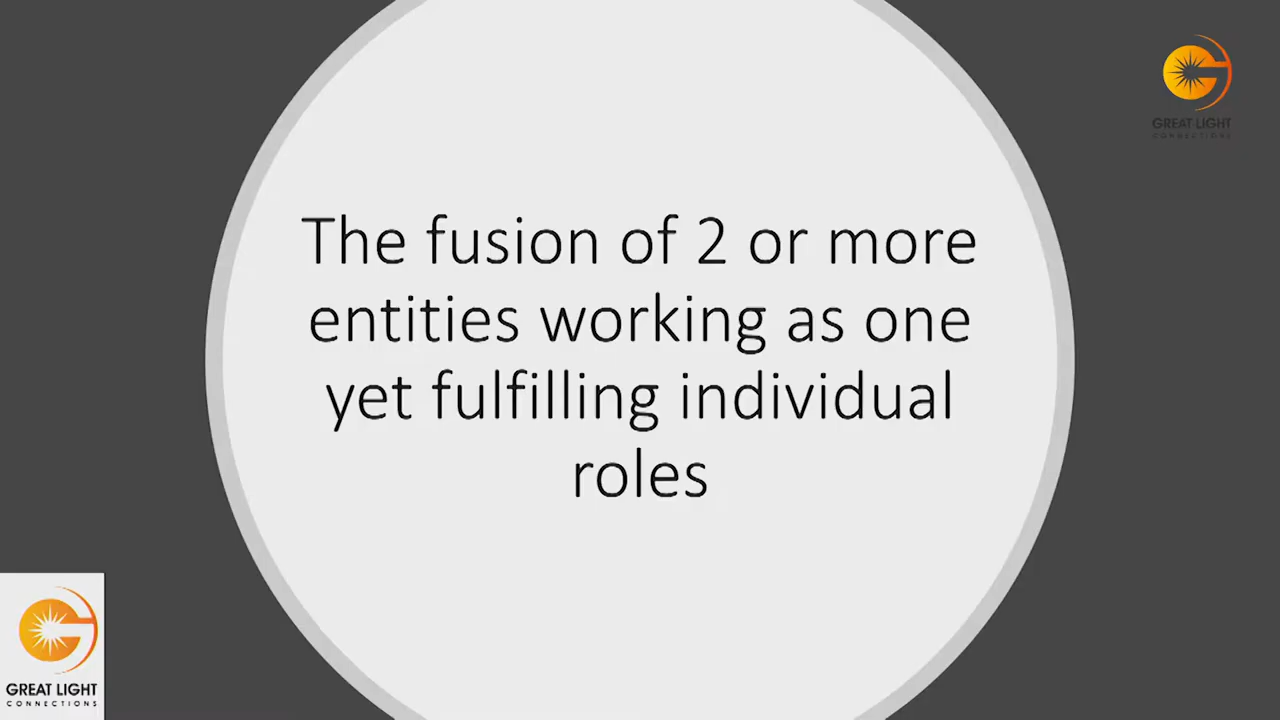 GREAT LIGHT
CONNECTIONS
The fusion of 2 or more
entities working as one
yet fulfilling individual
roles
GREAT LIGHT
CONNECTIONS